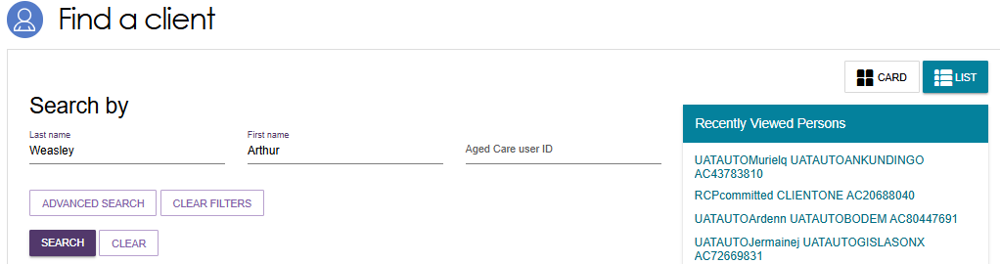 Find a client
CARD
LIST
Search by
Last name
First name
Weasley
Arthur
Aged Care user ID
ADVANCED SEARCH
CLEAR FILTERS
SEARCH
CLEAR
Recently Viewed Persons
UATAUTOMurielq UATAUTOANKUNDINGO
AC43783810
RCPcommitted CLIENTONE AC20688040
UATAUTOArdenn UATAUTOBODEM AC80447691
UATAUTOJermainej UATAUTOGISLASONX
AC72669831